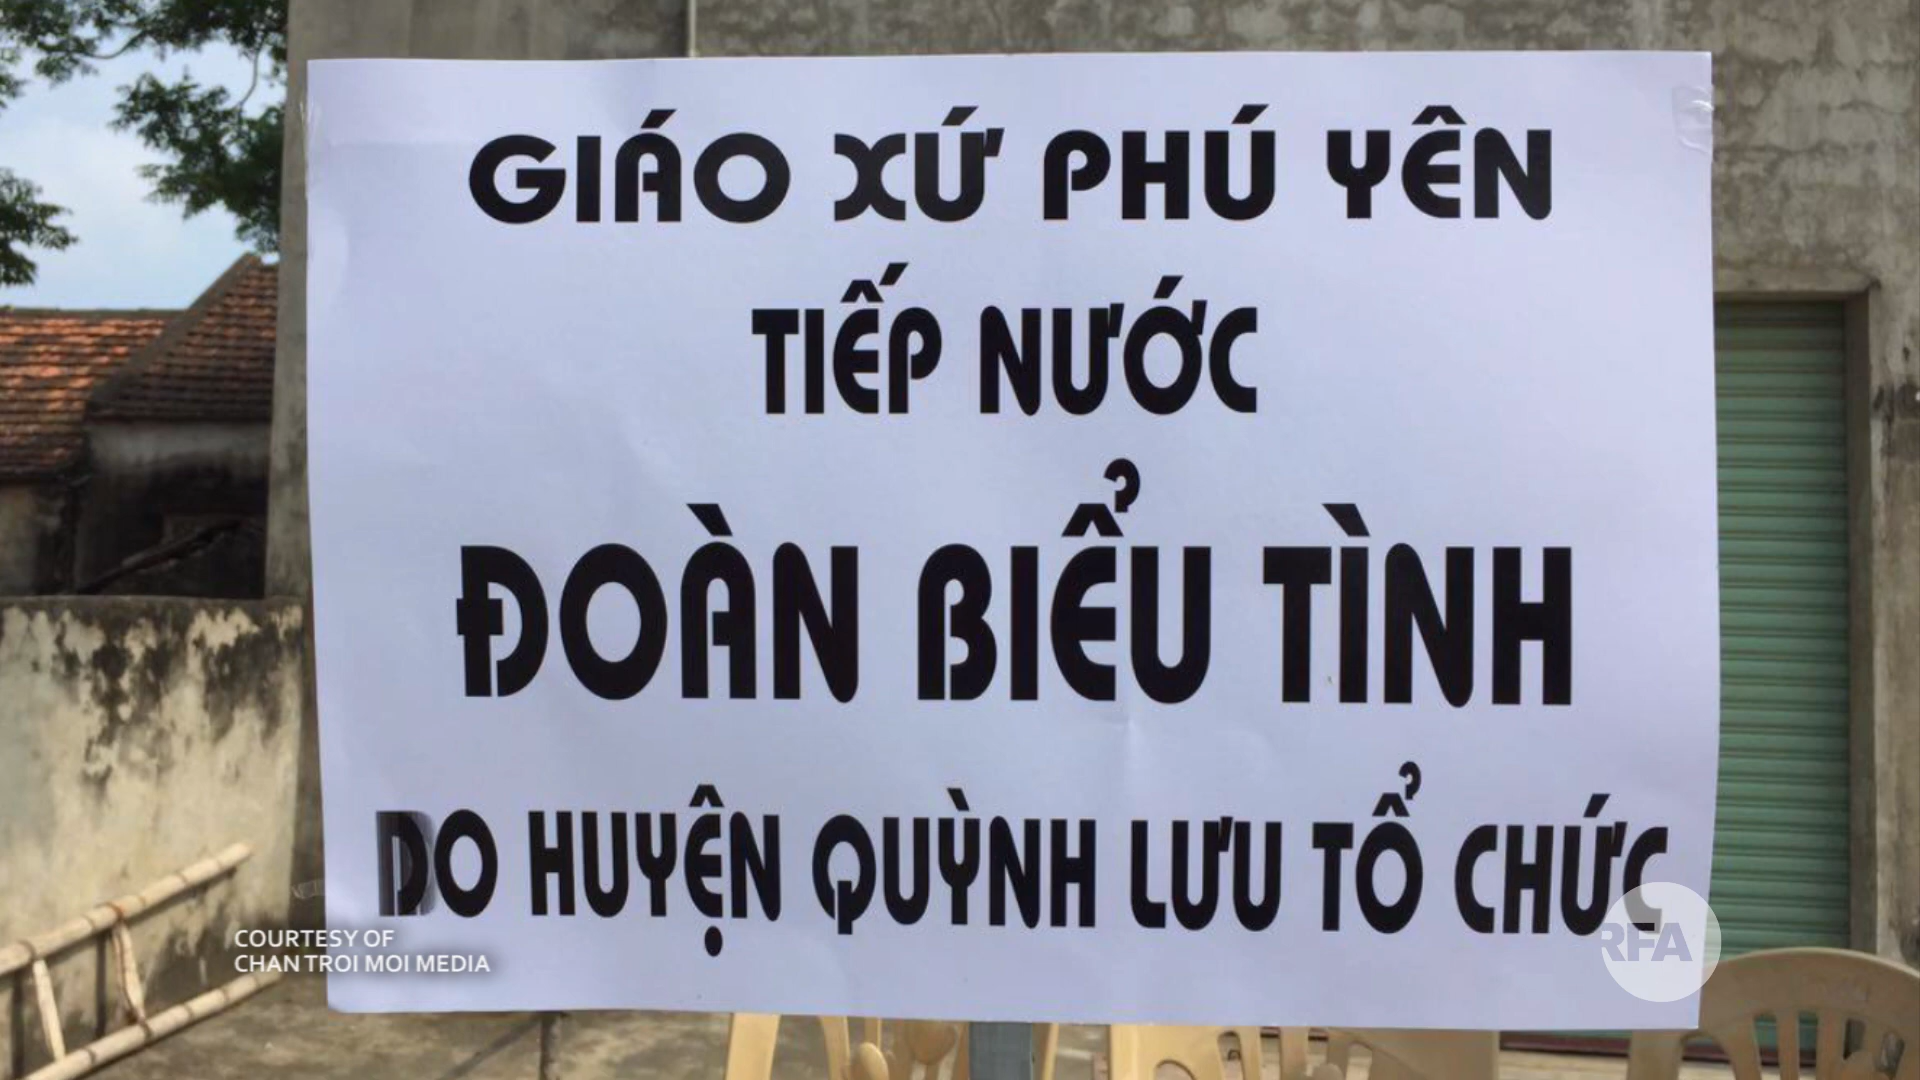 GIÁO XỨ PHÚ YÊN
TIẾP NƯỚC
ĐOÀN BIỂU TÌNH
DO HUYỆN QUỲNH LƯU TỔ CHỨC
COURTESY OF
CHAN TROI MOI MEDIA
RFA